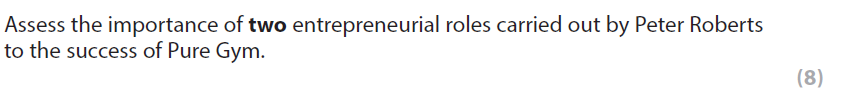 Assess the importance of two entrepreneurial roles carried out by Peter Roberts
to the success of Pure Gym.
(8)